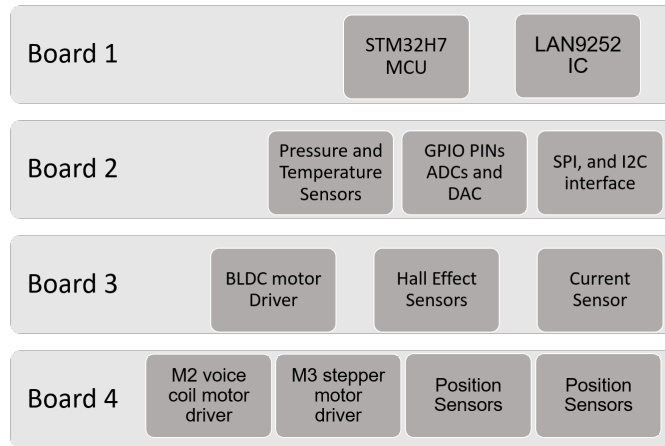 Board 1
STM32H7
MCU
LAN9252
IC
Board 2
Pressure and
Temperature
Sensors
GPIO PINs
ADCs and
DAC
SPI, and I2C
interface
Board 3
BLDC motor
Driver
Hall Effect
Sensors
Current
Sensor
Board 4
M2 voice
coil motor
driver
M3 stepper
motor
driver
Position
Sensors
Position
Sensors